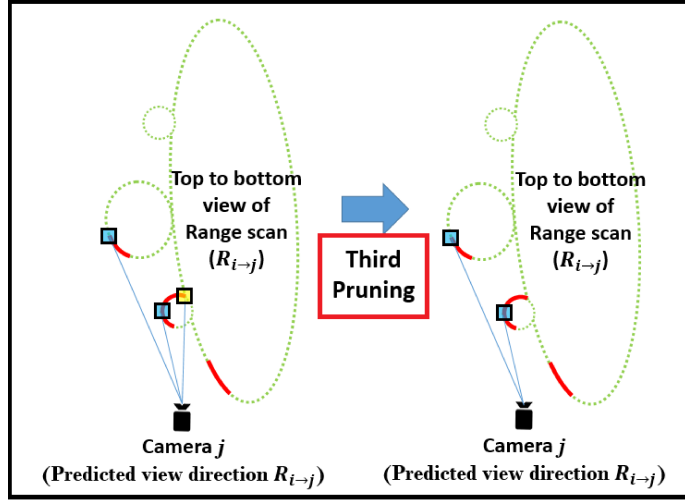 Top to bottom
view of
Range scan
(R_{i→j})
Third
Pruning
Top to bottom
view of
Range scan
(R_{i→j})
Camera j
(Predicted view direction R_{i→j})
Camera j
(Predicted view direction R_{i→j})